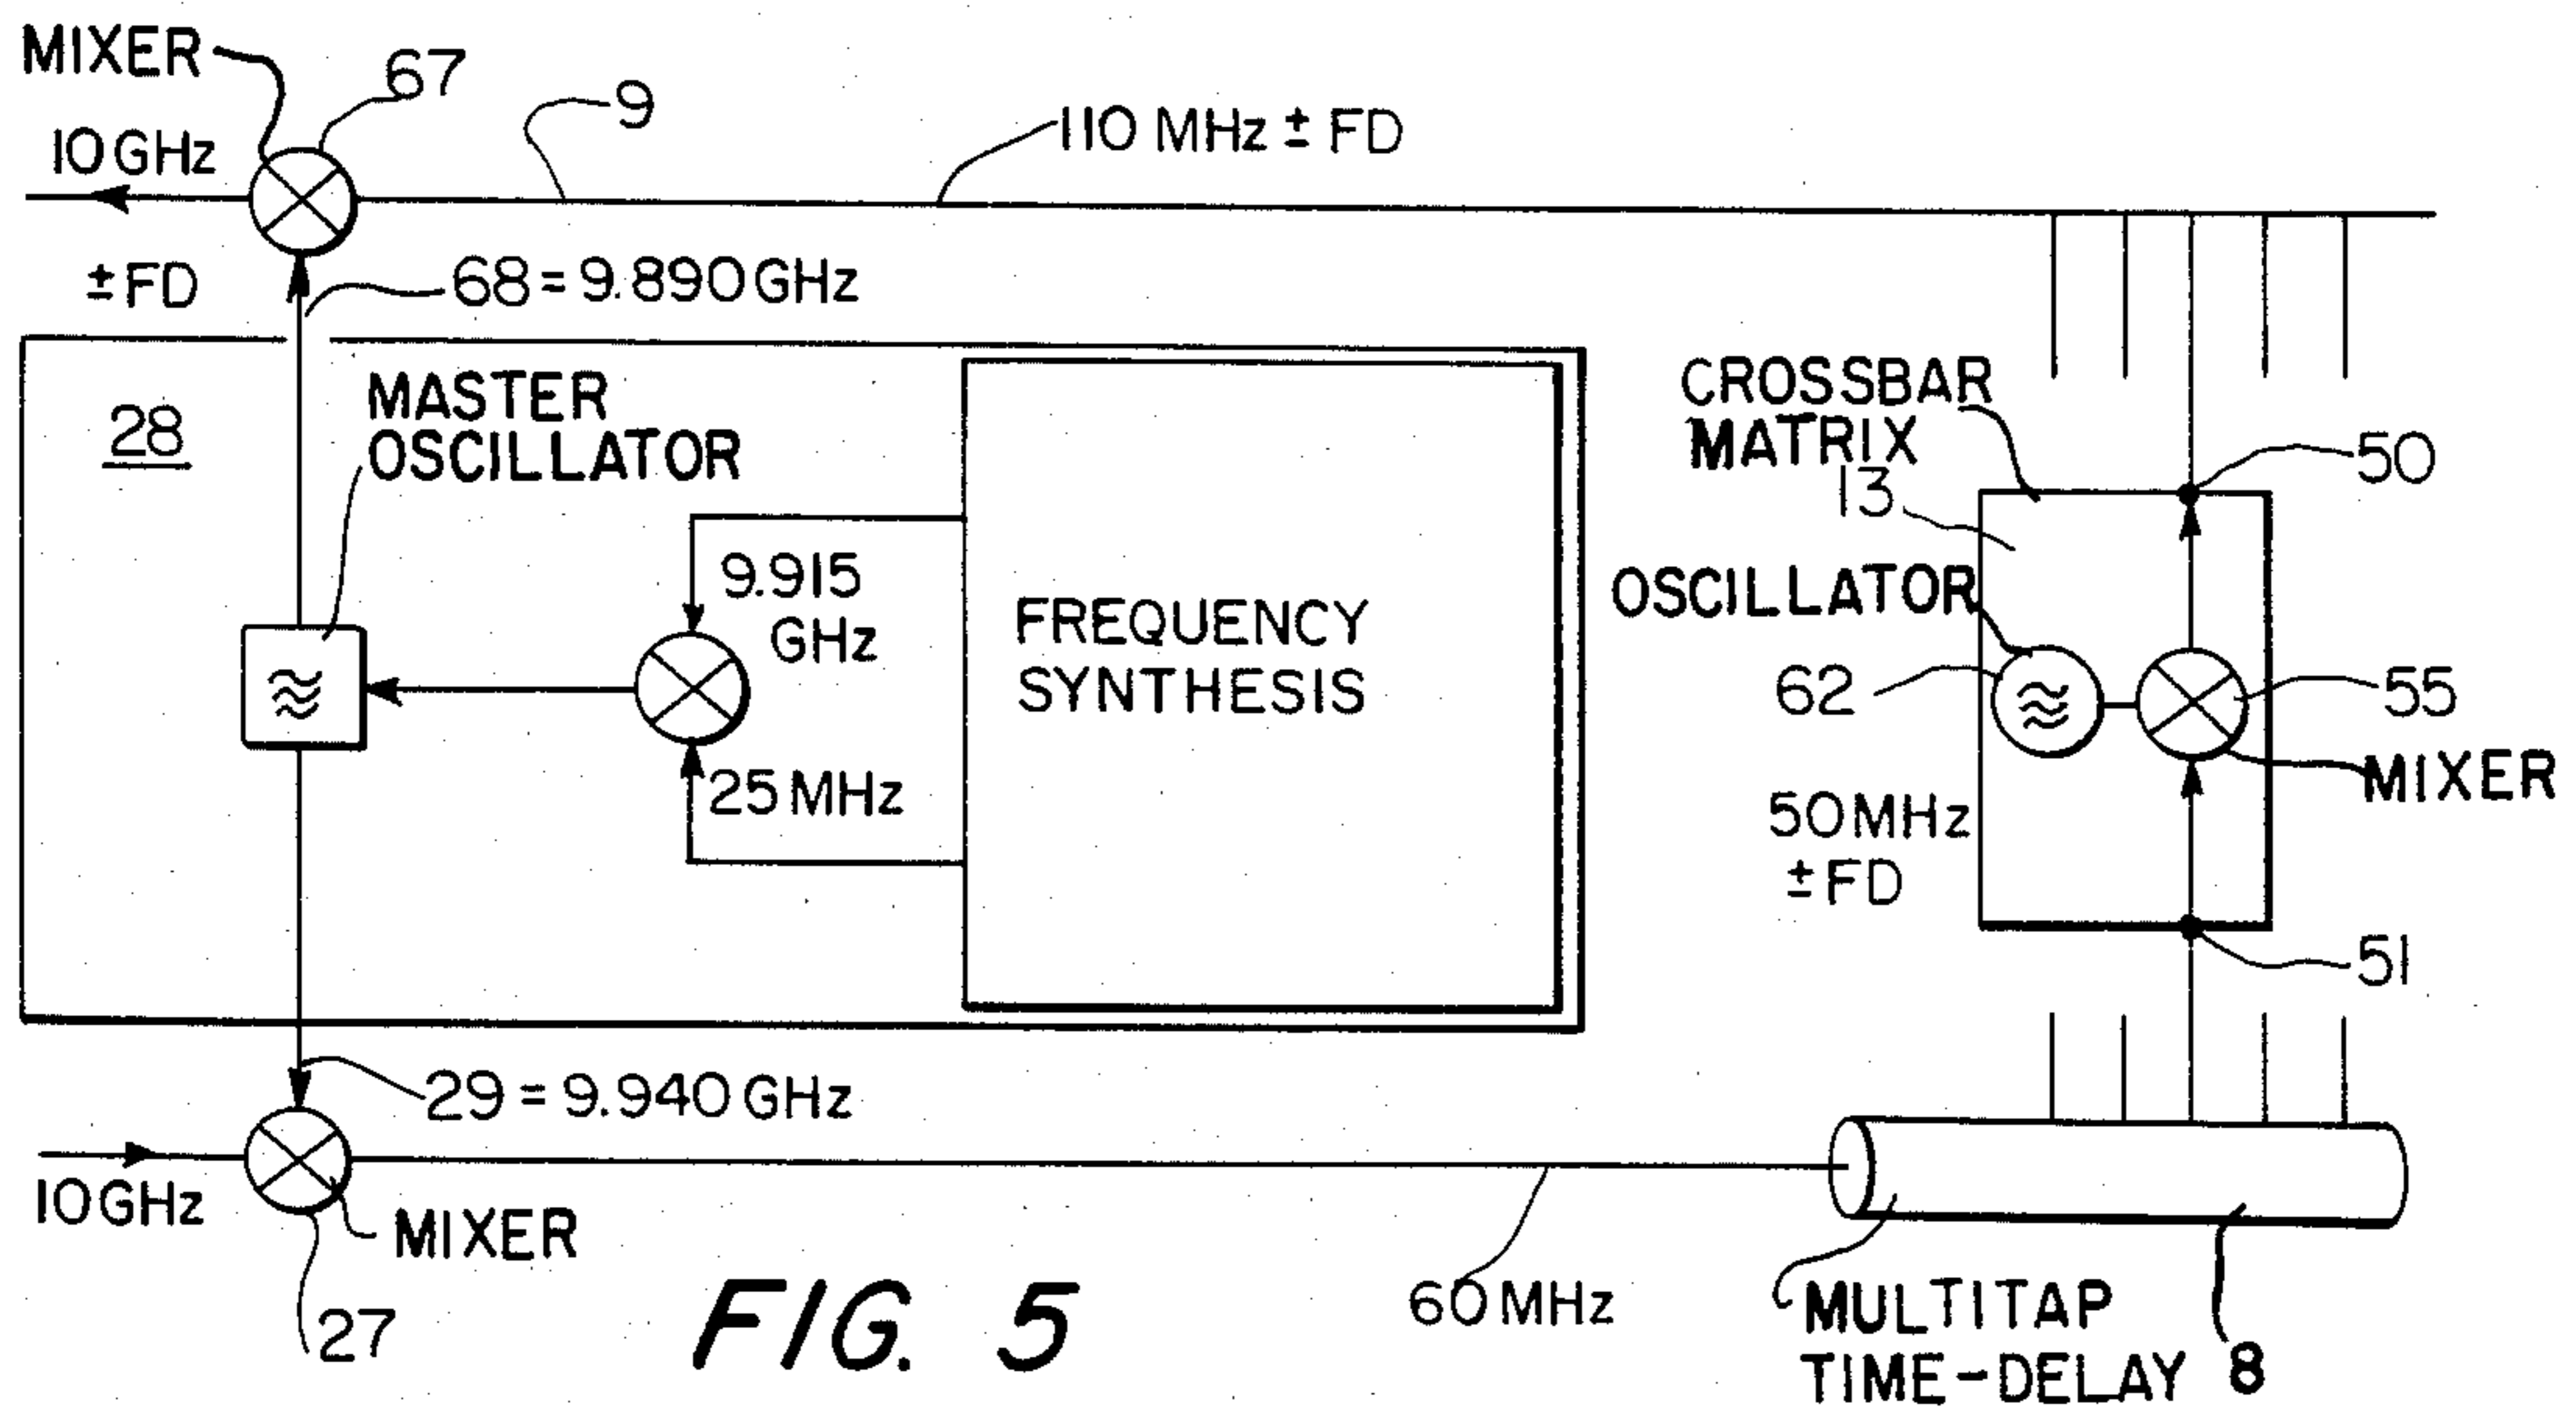 MIXER
67
9
10 GHz
110 MHz ± FD
± FD
68 = 9.890 GHz
28
MASTER
OSCILLATOR
CROSSBAR
MATRIX
13
50
9.915
GHz
FREQUENCY
SYNTHESIS
OSCILLATOR
62
55
MIXER
25 MHz
50 MHz
± FD
51
29 = 9.940 GHz
10 GHz
MIXER
27
60 MHz
MULTITAP
TIME-DELAY 8
FIG. 5